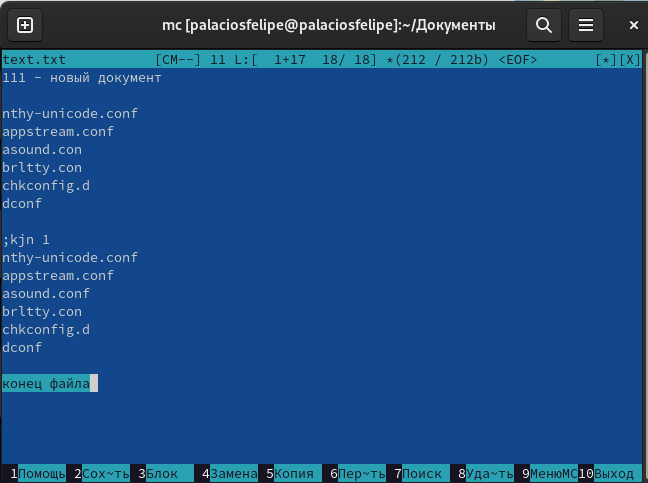 mc [palaciosfelipe@palaciosfelipe]:~/Документы
text.txt [CM--] 11 L:[ 1+17 18/ 18] *(212 / 212b) <EOF> [*][X]
111 - новый документ
nthy-unicode.conf
appstream.conf
asound.con
brltty.con
chkconfig.d
dconf
;kjn 1
nthy-unicode.conf
appstream.conf
asound.conf
brltty.con
chkconfig.d
dconf
конец файла
1Помощь 2Сох~ть 3Блок 4Замена 5Копия 6Пер~ть 7Поиск 8Уда~ть 9МенюMC 10Выход